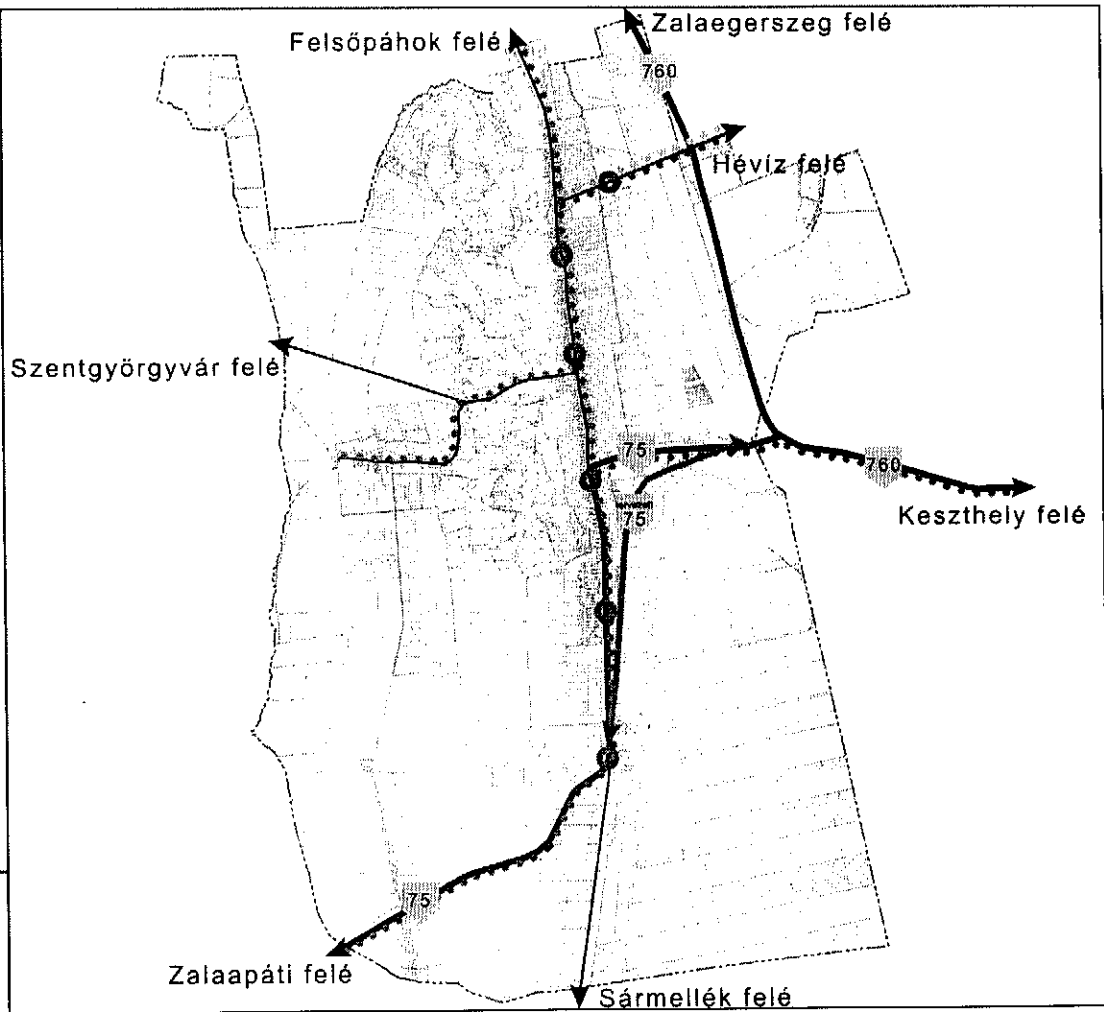 Zalaegerszeg felé
Felsőpáhok felé
760
Hévíz felé
Szentgyörgyvár felé
75
760
75
Keszthely felé
75
Zalaapáti felé
Sármellék felé